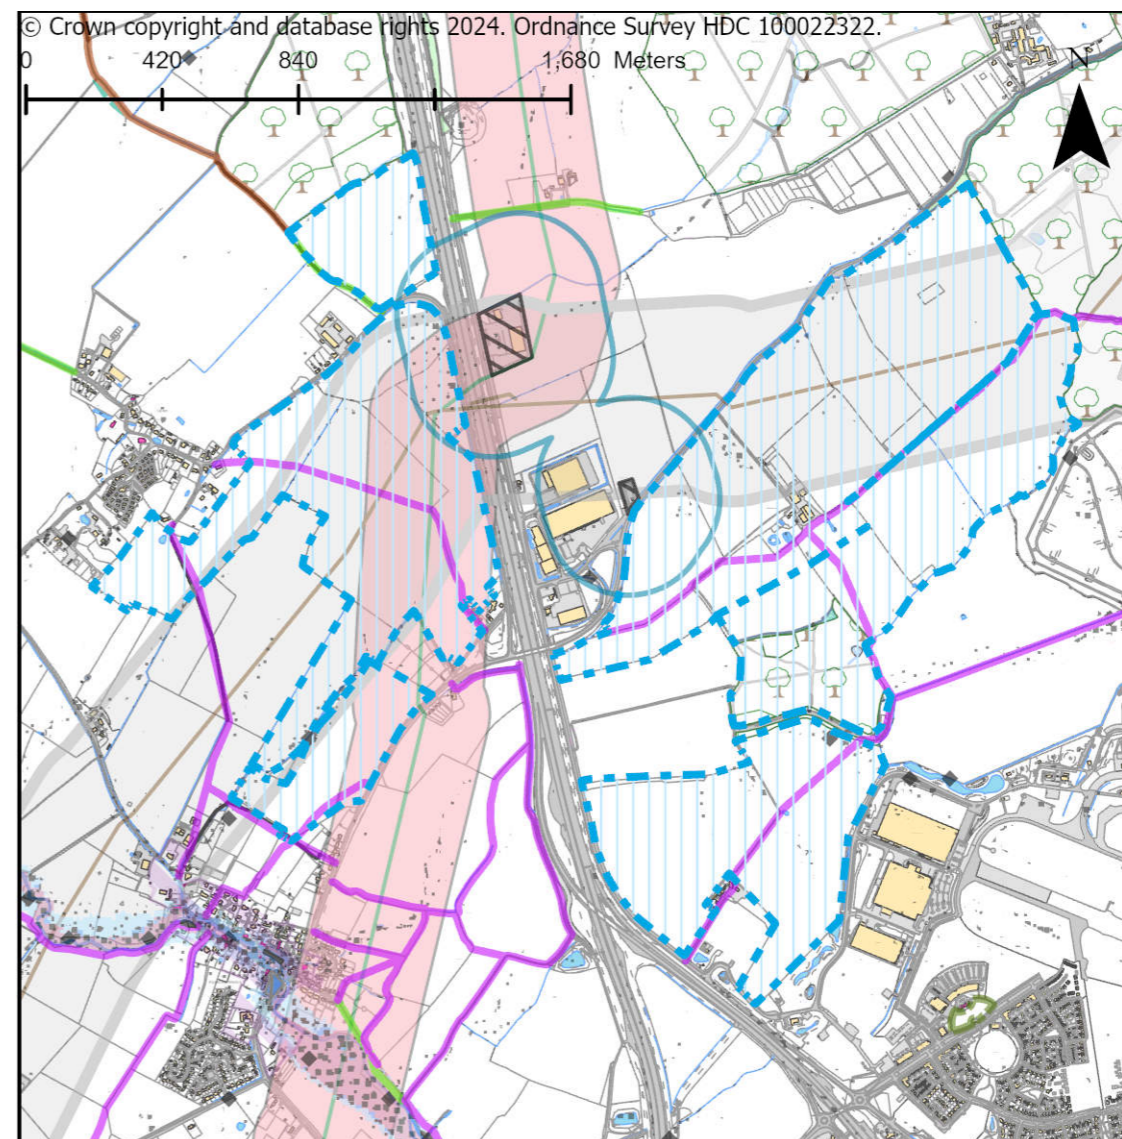 © Crown copyright and database rights 2024. Ordnance Survey HDC 100022322.
0 420 840 1,680 Meters
N